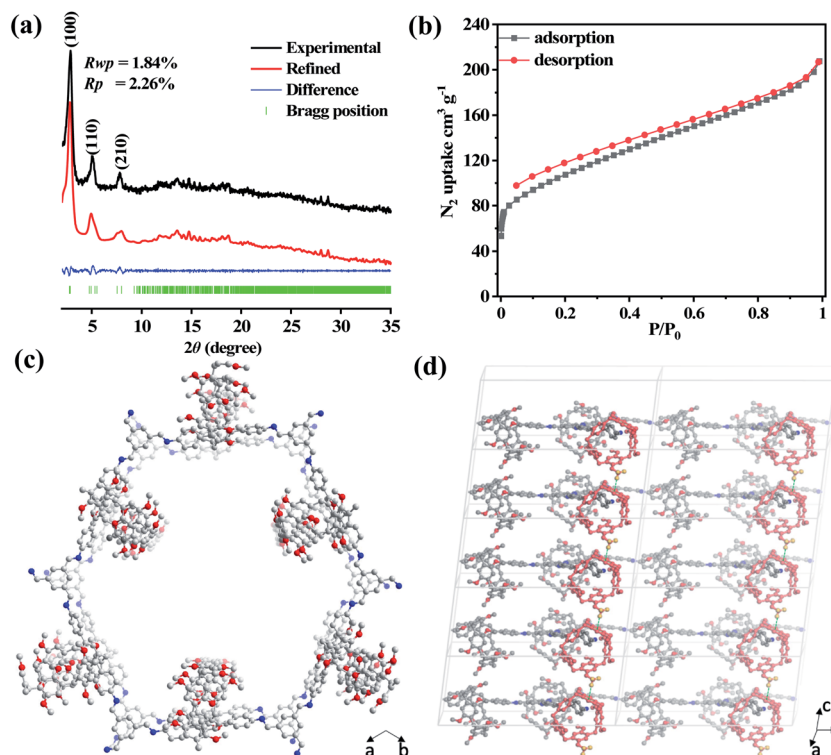 (a)
(100)
Rwp = 1.84%
Rp = 2.26%
Experimental
Refined
Difference
Bragg position
(110)
(210)
5 10 15 20 25 30 35
2θ (degree)
(b)
adsorption
desorption
N2 uptake cm3 g-1
240
200
160
120
80
40
0
0 0.2 0.4 0.6 0.8 1
P/P0
(c)
a b
(d)
c
a